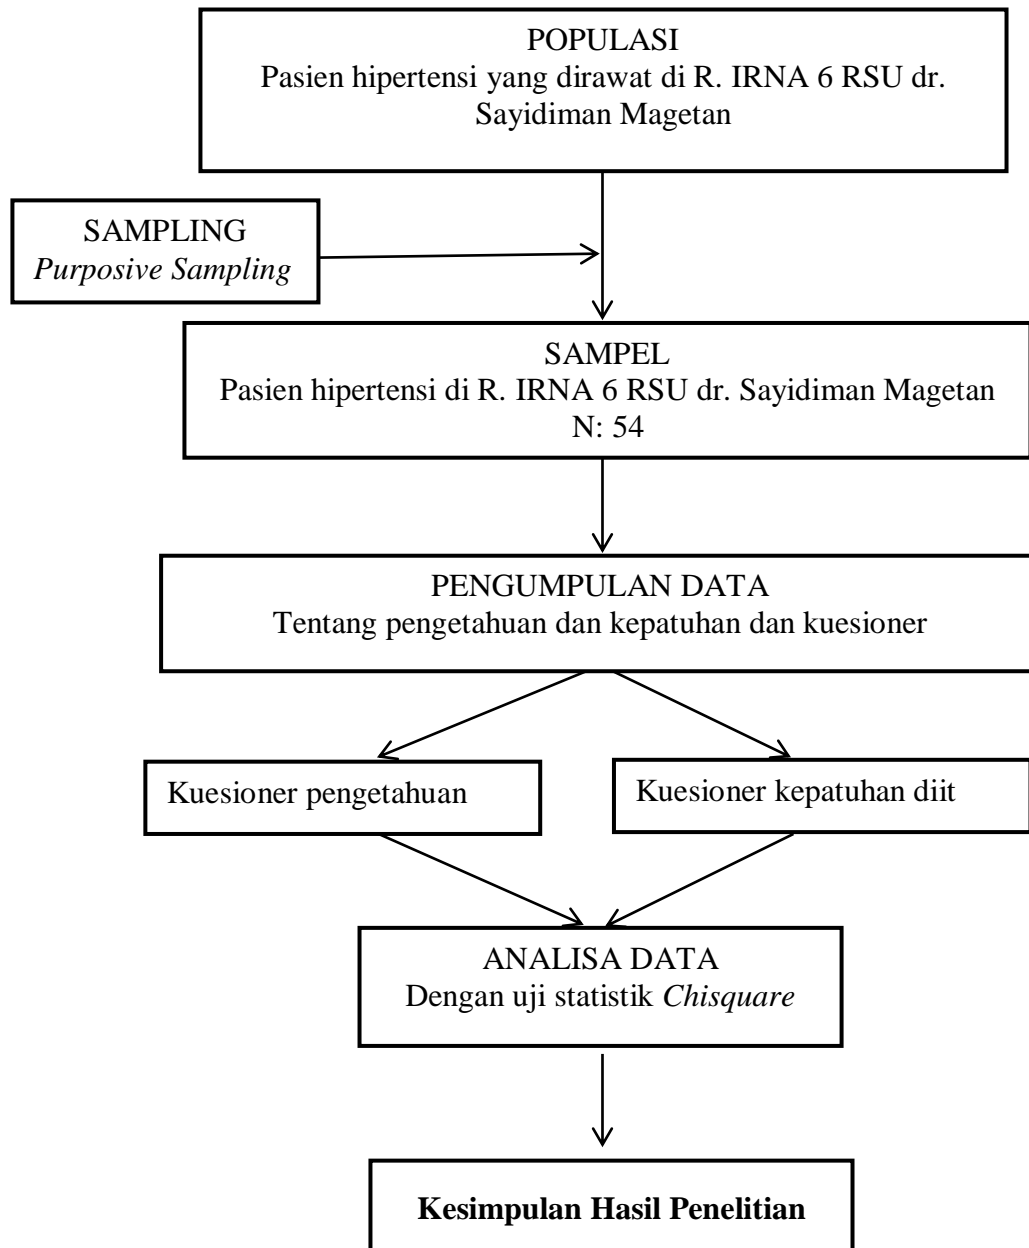 POPULASI
Pasien hipertensi yang dirawat di R. IRNA 6 RSU dr.
Sayidiman Magetan
SAMPLING
Purposive Sampling
SAMPEL
Pasien hipertensi di R. IRNA 6 RSU dr. Sayidiman Magetan
N: 54
PENGUMPULAN DATA
Tentang pengetahuan dan kepatuhan dan kuesioner
Kuesioner pengetahuan
Kuesioner kepatuhan diit
ANALISA DATA
Dengan uji statistik Chisquare
Kesimpulan Hasil Penelitian